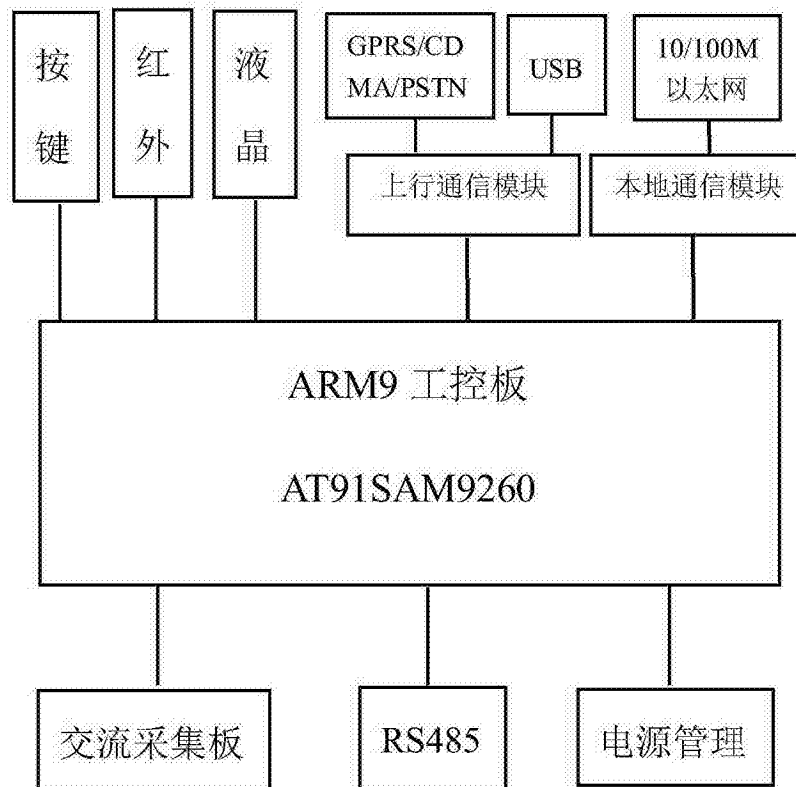 按键
红外
液晶
GPRS/CD
MA/PSTN
USB
10/100M
以太网
上行通信模块
本地通信模块
ARM9 工控板
AT91SAM9260
交流采集板
RS485
电源管理